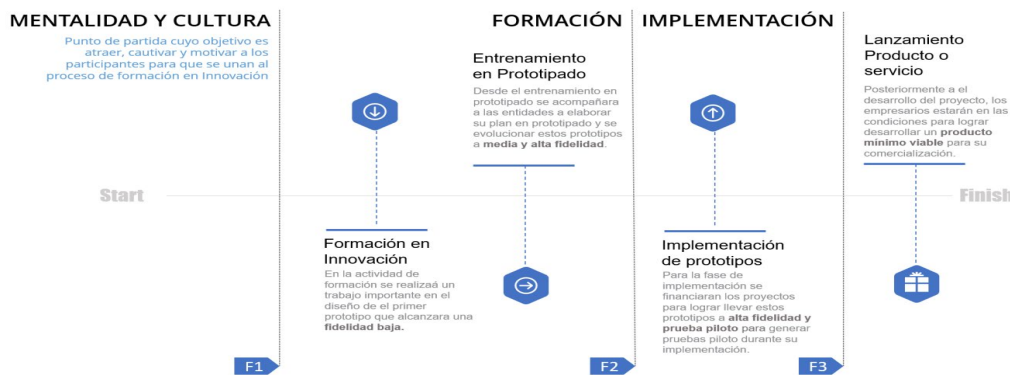 MENTALIDAD Y CULTURA
Punto de partida cuyo objetivo es
atraer, cautivar y motivar a los
participantes para que se unan al
proceso de formación en Innovación
FORMACIÓN
Entrenamiento
en Prototipado
Desde el entrenamiento en
prototipado se acompañara
a las entidades a elaborar
su plan en prototipado y se
evolucionar estos prototipos
a media y alta fidelidad.
IMPLEMENTACIÓN
Lanzamiento
Producto o
servicio
Posteriormente a el
desarrollo del proyecto, los
empresarios estarán en las
condiciones para lograr
desarrollar un producto
mínimo viable para su
comercialización.
Start
Finish
Formación en
Innovación
En la actividad de
formación se realizaá un
trabajo importante en el
diseño de el primer
prototipo que alcanzara una
fidelidad baja.
Implementación
de prototipos
Para la fase de
implementación se
financiaran los proyectos
para lograr llevar estos
prototipos a alta fidelidad y
prueba piloto para generar
pruebas piloto durante su
implementación.
F1
F2
F3